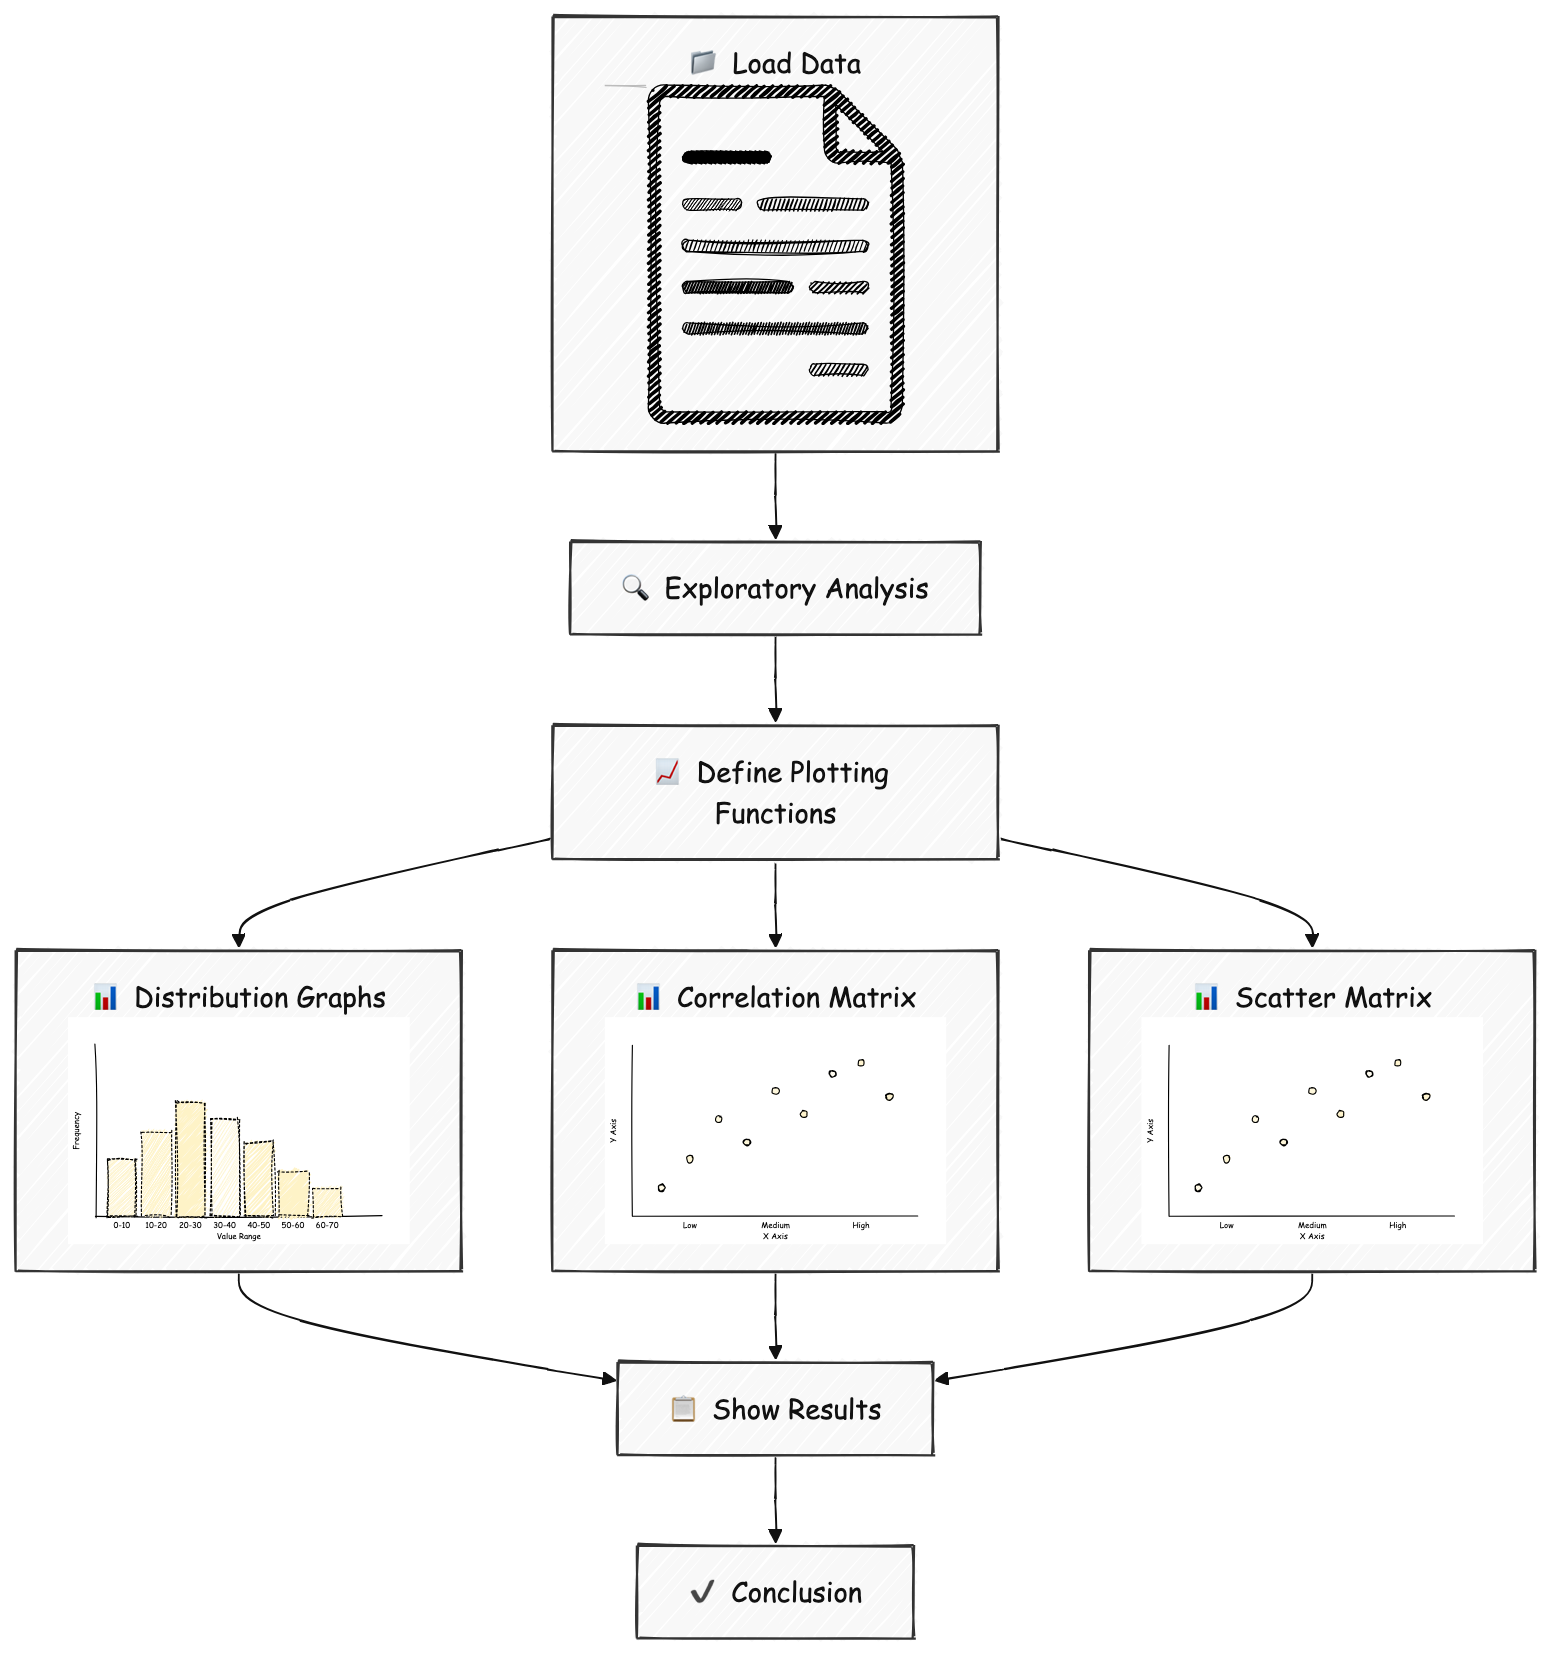 Load Data
Exploratory Analysis
Define Plotting
Functions
Distribution Graphs
Frequency
0-10 10-20 20-30 30-40 40-50 50-60 60-70
Value Range
Correlation Matrix
Y Axis
Low Medium High
X Axis
Scatter Matrix
Y Axis
Low Medium High
X Axis
Show Results
Conclusion